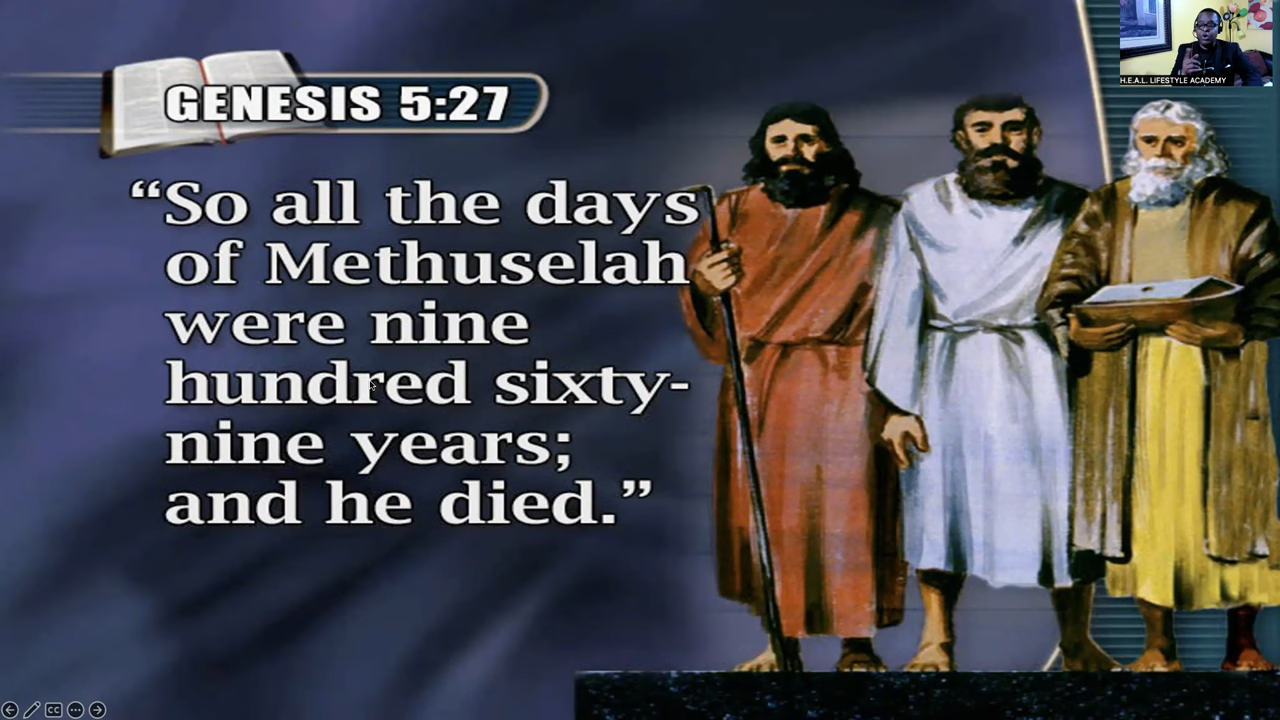 H.E.A.L. LIFESTYLE ACADEMY
GENESIS 5:27
“So all the days
of Methuselah
were nine
hundred sixty-
nine years;
and he died.”
CC